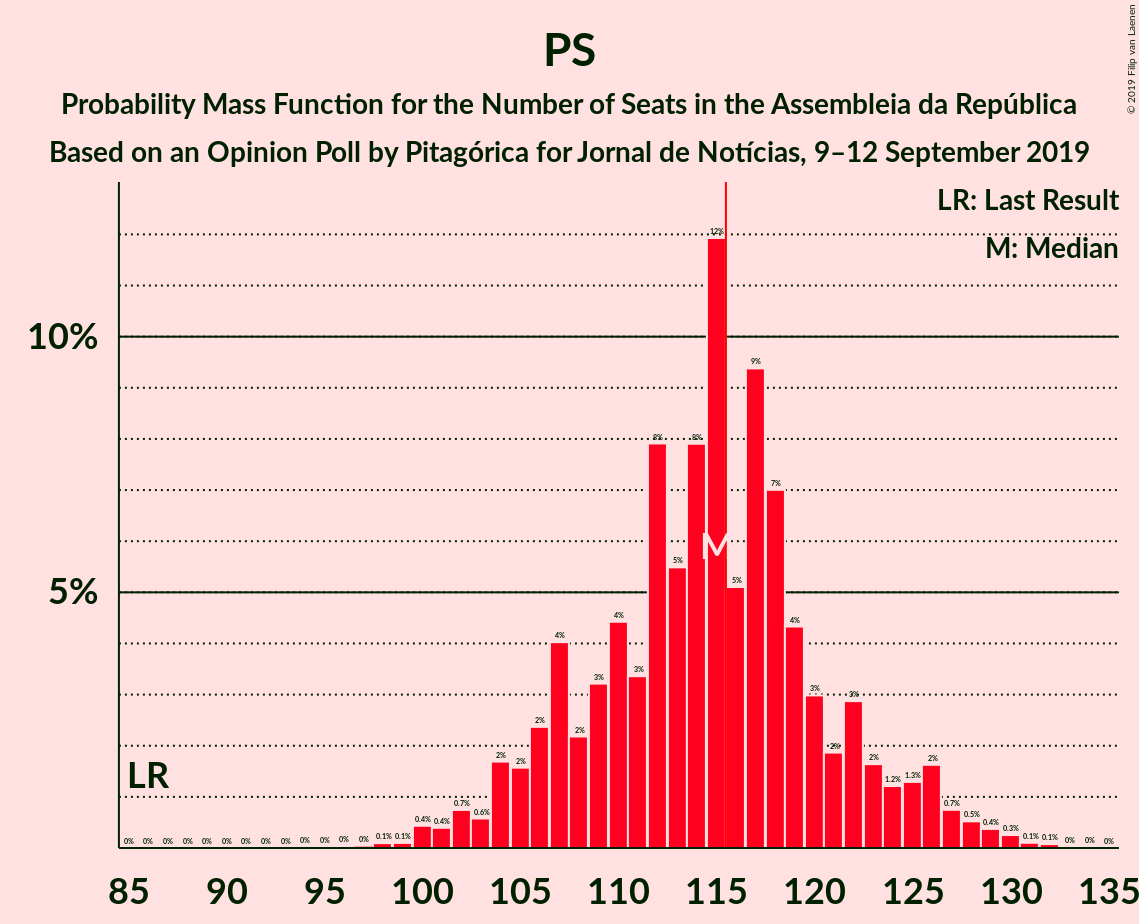 PS
Probability Mass Function for the Number of Seats in the Assembleia da República
Based on an Opinion Poll by Pitagórica for Jornal de Notícias, 9–12 September 2019
© 2019 Filip van Laenen
LR: Last Result
M: Median
10%
5%
LR
M
0% 0% 0% 0% 0% 0% 0% 0% 0% 0% 0% 0% 0% 0.1% 0.1% 0.4% 0.4% 0.7% 0.6% 2% 2% 2% 4% 2% 3% 4% 3% 8% 5% 8% 12% 5% 9% 7% 4% 3% 2% 3% 2% 1.2% 1.3% 2% 0.7% 0.5% 0.4% 0.3% 0.1% 0.1% 0% 0% 0%
85 90 95 100 105 110 115 120 125 130 135